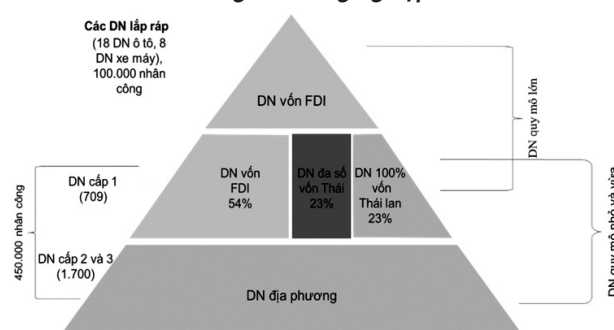 Các DN lắp ráp
(18 DN ô tô, 8
DN xe máy),
100.000 nhân
công
DN vốn FDI
DN quy mô lớn
DN cấp 1
(709)
DN vốn
FDI
54%
DN đa số
vốn Thái
23%
DN 100%
vốn
Thái lan
23%
450.000 nhân công
DN cấp 2 và 3
(1.700)
DN địa phương
DN quy mô nhỏ và vừa